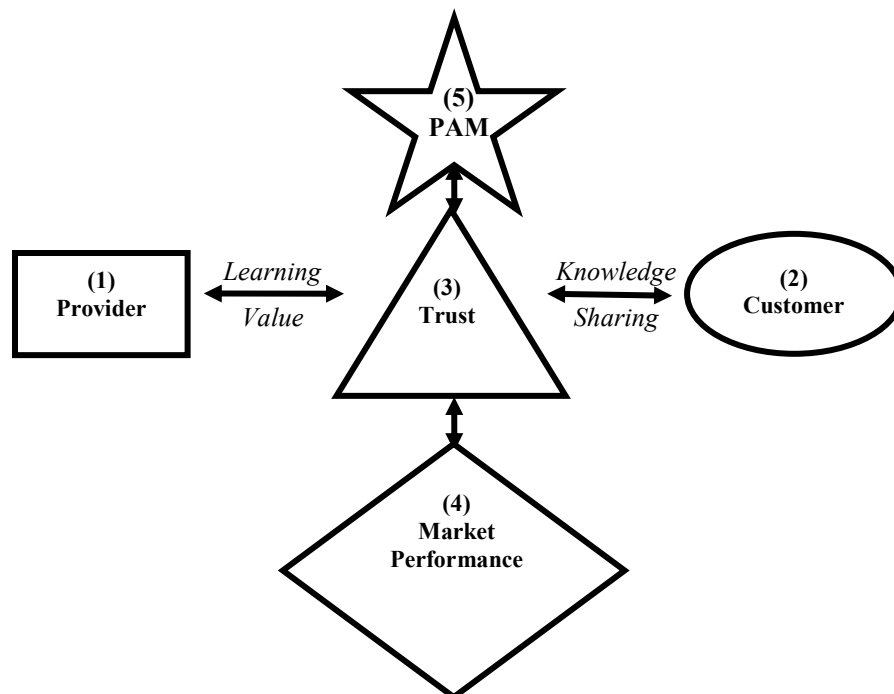 (5)
PAM
(1)
Provider
Learning
Value
(3)
Trust
Knowledge
Sharing
(2)
Customer
(4)
Market
Performance